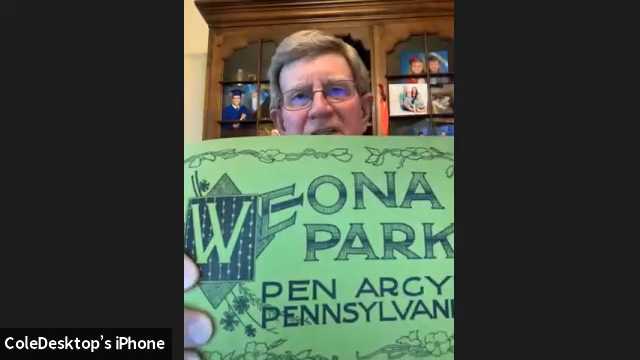 WEONA
PARK
PEN ARGY
PENNSYLVAN
ColeDesktop's iPhone